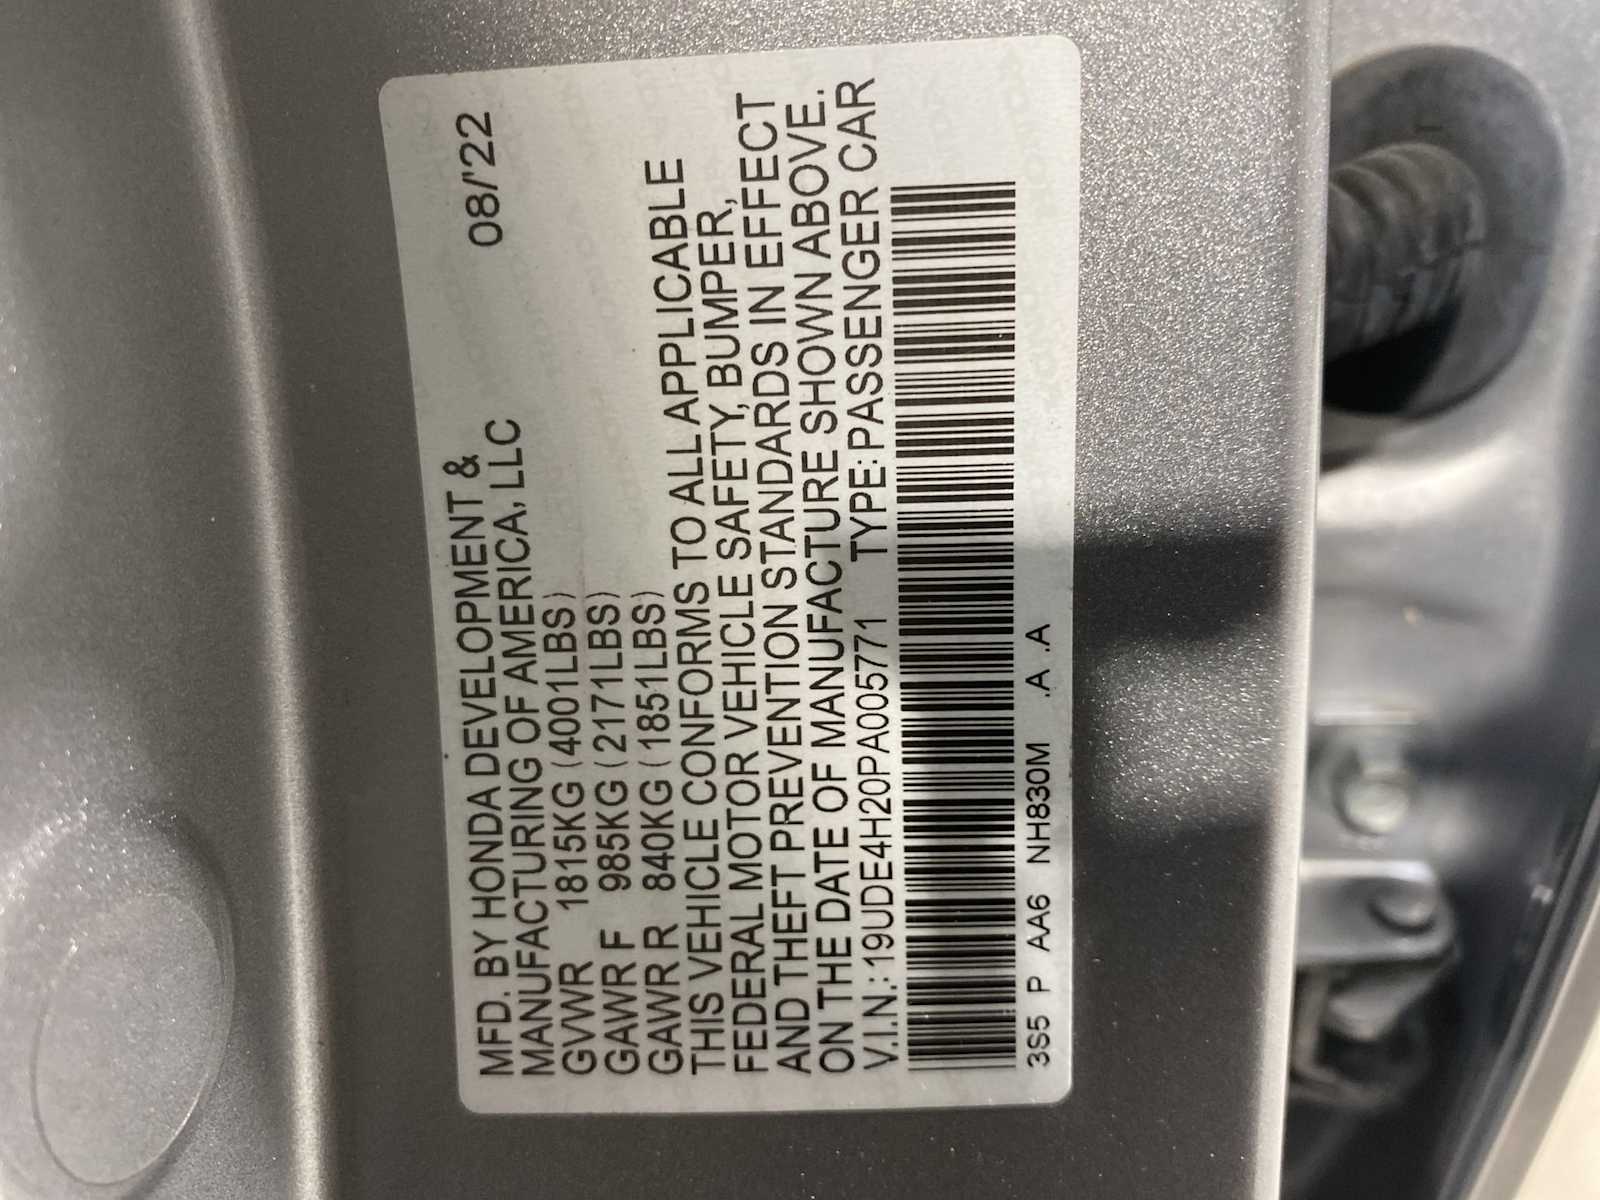 MFD. BY HONDA DEVELOPMENT & 08/'22
MANUFACTURING OF AMERICA, LLC
GVWR 1815KG (4001LBS)
GAWR F 985KG (2171LBS)
GAWR R 840KG (1851LBS)
THIS VEHICLE CONFORMS TO ALL APPLICABLE
FEDERAL MOTOR VEHICLE SAFETY, BUMPER,
AND THEFT PREVENTION STANDARDS IN EFFECT
ON THE DATE OF MANUFACTURE SHOWN ABOVE.
V.I.N.: 19UDE4H20PA005771 TYPE: PASSENGER CAR
3S5 P AA6 NH830M .A .A